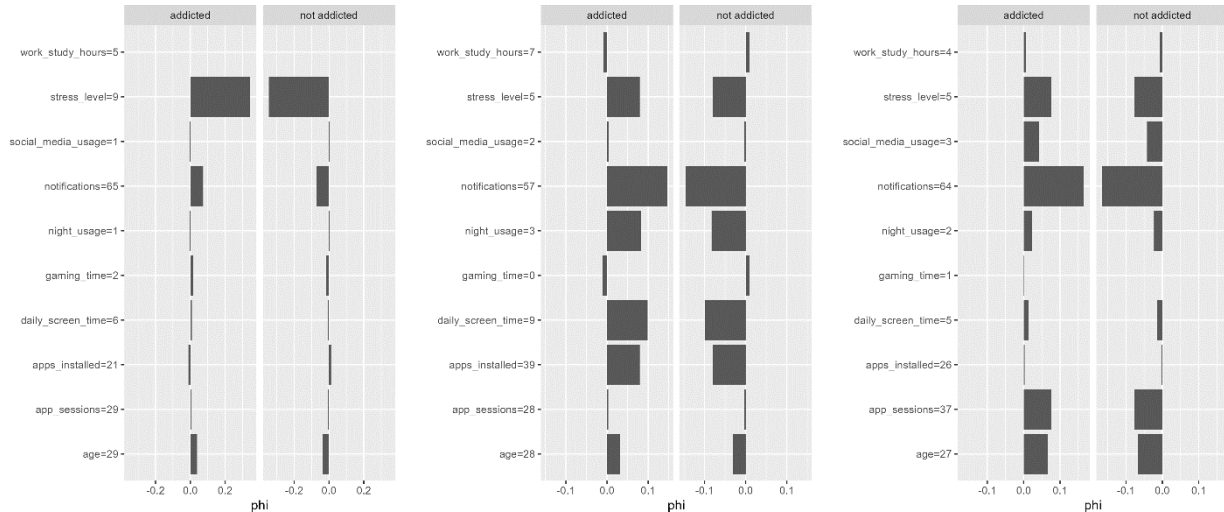 addicted not addicted
work_study_hours=5
stress_level=9
social_media_usage=1
notifications=65
night_usage=1
gaming_time=2
daily_screen_time=6
apps_installed=21
app_sessions=29
age=29
-0.2 0.0 0.2 -0.2 0.0 0.2
phi
addicted not addicted
work_study_hours=7
stress_level=5
social_media_usage=2
notifications=57
night_usage=3
gaming_time=0
daily_screen_time=9
apps_installed=39
app_sessions=28
age=28
-0.1 0.0 0.1 -0.1 0.0 0.1
phi
addicted not addicted
work_study_hours=4
stress_level=5
social_media_usage=3
notifications=64
night_usage=2
gaming_time=1
daily_screen_time=5
apps_installed=26
app_sessions=37
age=27
-0.1 0.0 0.1 -0.1 0.0 0.1
phi